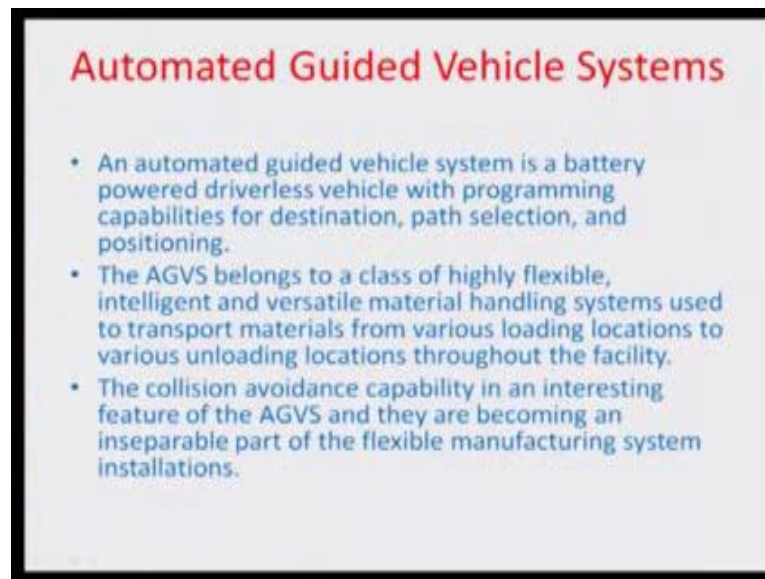 Automated Guided Vehicle Systems
• An automated guided vehicle system is a battery
powered driverless vehicle with programming
capabilities for destination, path selection, and
positioning.
• The AGVS belongs to a class of highly flexible,
intelligent and versatile material handling systems used
to transport materials from various loading locations to
various unloading locations throughout the facility.
• The collision avoidance capability in an interesting
feature of the AGVS and they are becoming an
inseparable part of the flexible manufacturing system
installations.